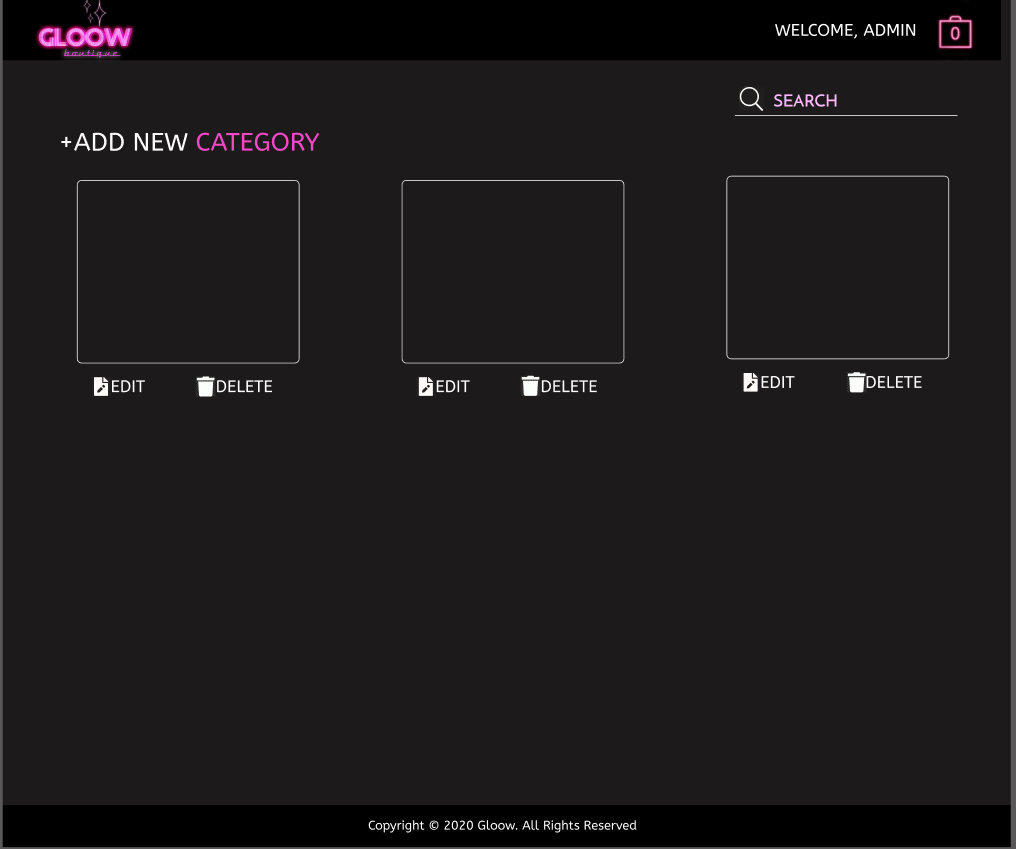 GLOOW
boutique
WELCOME, ADMIN
0
SEARCH
+ADD NEW CATEGORY
EDIT DELETE
EDIT DELETE
EDIT DELETE
Copyright © 2020 Gloow. All Rights Reserved